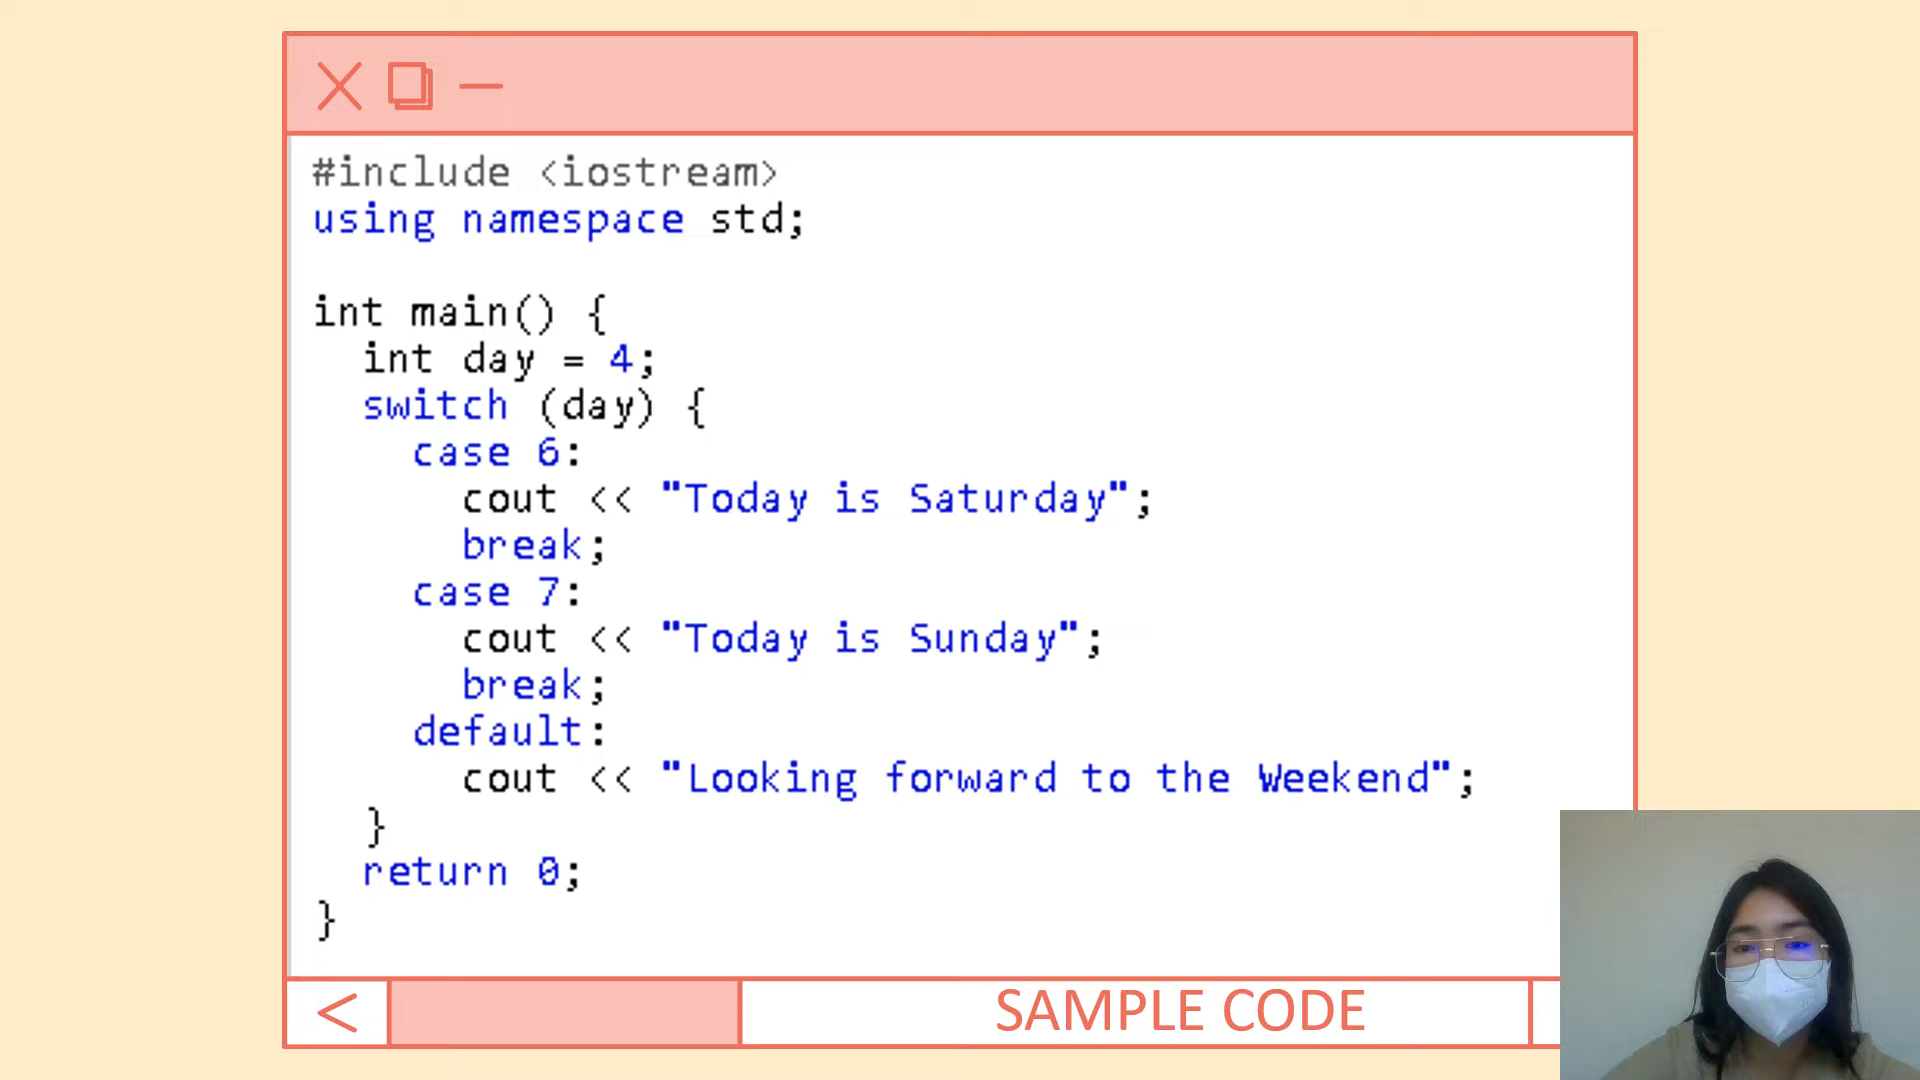 #include <iostream>
using namespace std;

int main() {
  int day = 4;
  switch (day) {
    case 6:
      cout << "Today is Saturday";
      break;
    case 7:
      cout << "Today is Sunday";
      break;
    default:
      cout << "Looking forward to the Weekend";
  }
  return 0;
}
<
SAMPLE CODE